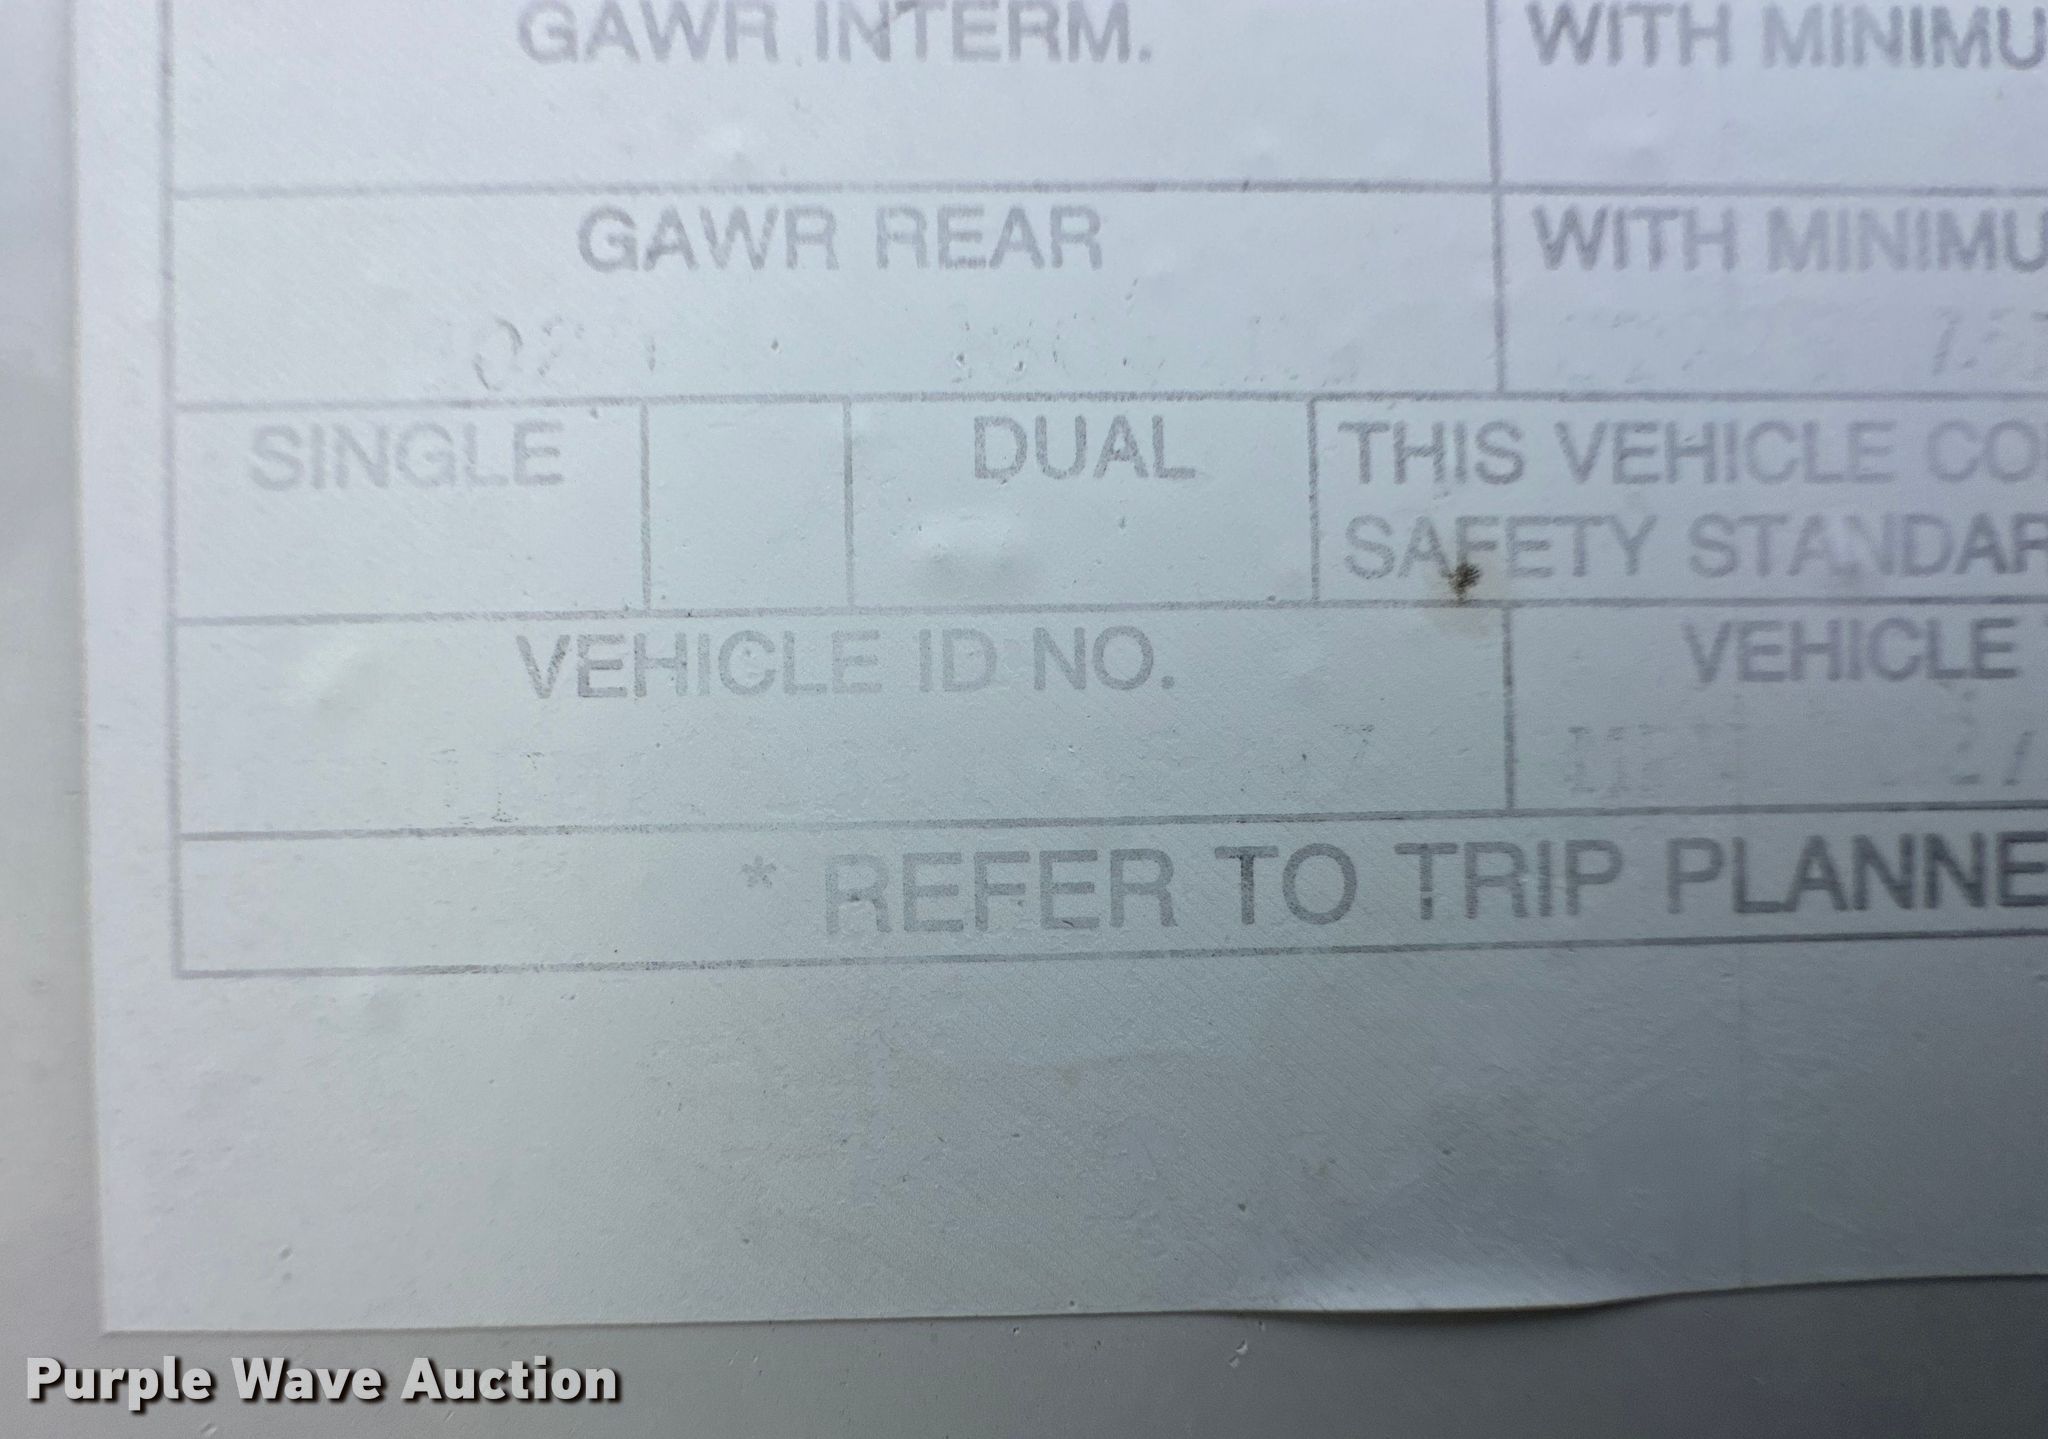 GAWR INTERM. WITH MINIMU
GAWR REAR WITH MINIMU
SINGLE DUAL THIS VEHICLE CO
SAFETY STANDAR
VEHICLE ID NO. VEHICLE
* REFER TO TRIP PLANNE
Purple Wave Auction